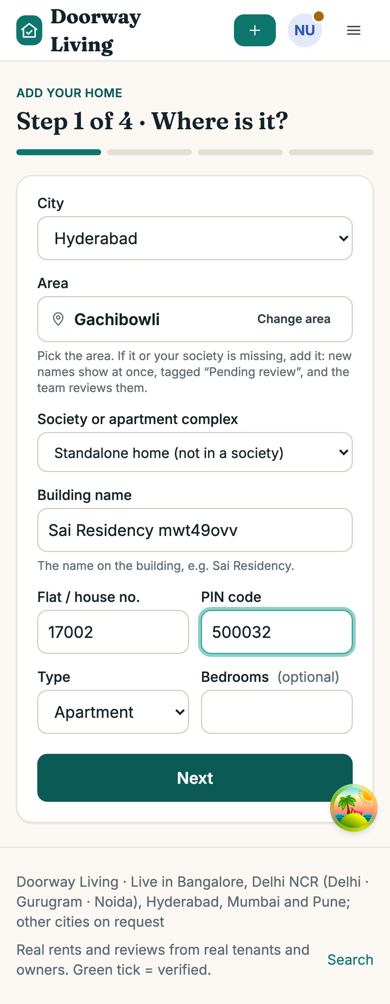 Doorway
Living
+
NU
ADD YOUR HOME
Step 1 of 4 · Where is it?
City
Hyderabad
Area
Gachibowli
Change area
Pick the area. If it or your society is missing, add it: new
names show at once, tagged “Pending review”, and the
team reviews them.
Society or apartment complex
Standalone home (not in a society)
Building name
Sai Residency mwt49ovv
The name on the building, e.g. Sai Residency.
Flat / house no.
PIN code
17002
500032
Type
Bedrooms (optional)
Apartment
Next
Doorway Living · Live in Bangalore, Delhi NCR (Delhi ·
Gurugram · Noida), Hyderabad, Mumbai and Pune;
other cities on request
Real rents and reviews from real tenants and
owners. Green tick = verified.
Search